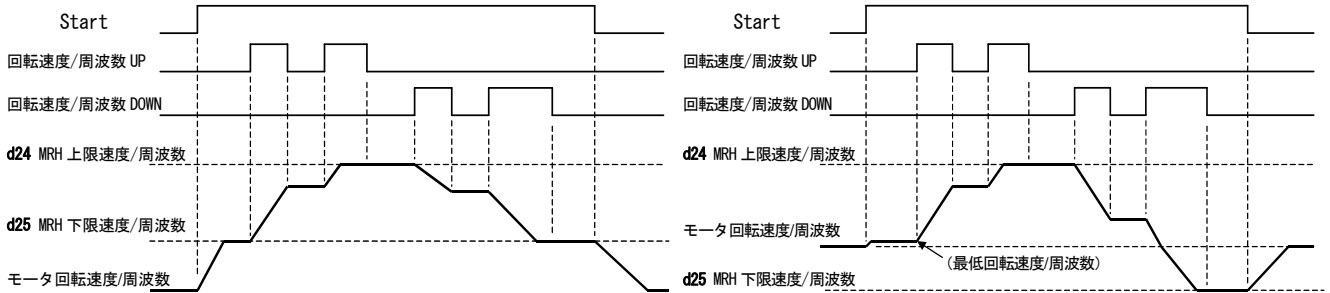 Start
回転速度/周波数 UP
回転速度/周波数 DOWN
d24 MRH 上限速度/周波数
d25 MRH 下限速度/周波数
モータ回転速度/周波数
Start
回転速度/周波数 UP
回転速度/周波数 DOWN
d24 MRH 上限速度/周波数
モータ回転速度/周波数
(最低回転速度/周波数)
d25 MRH 下限速度/周波数